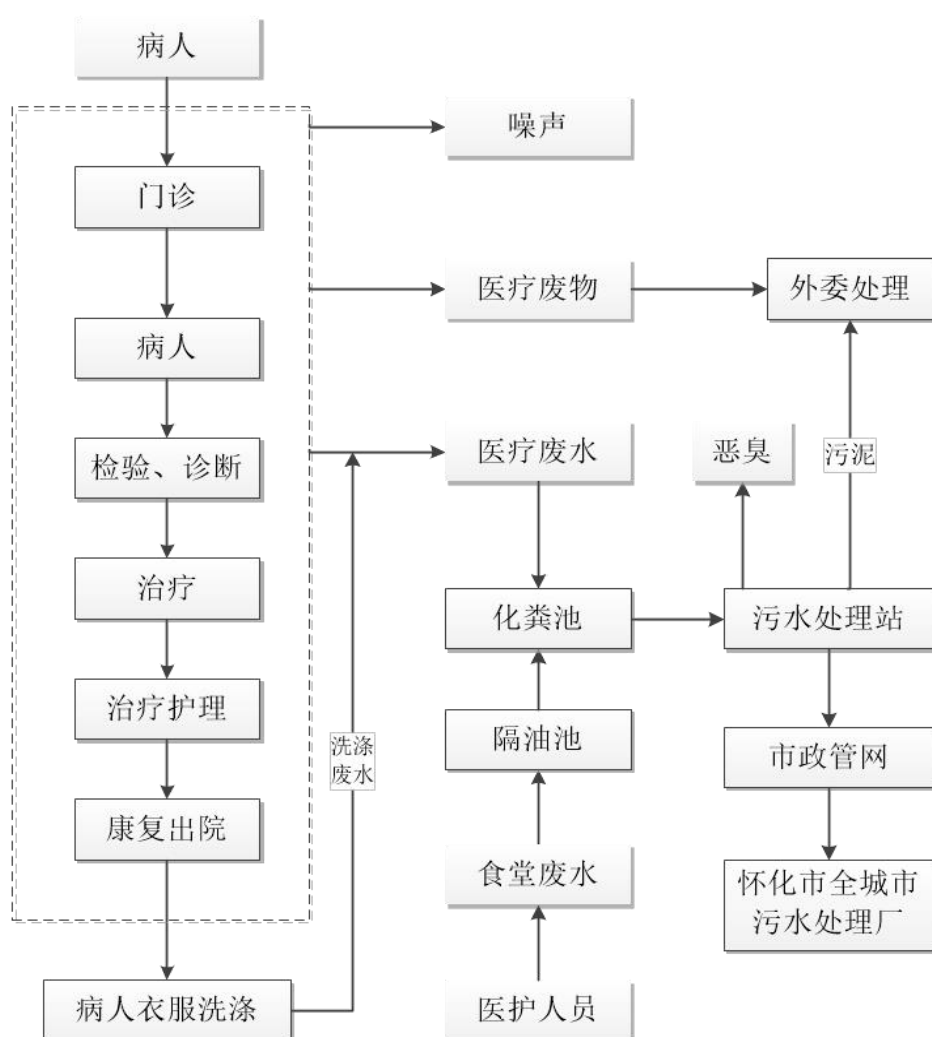 病人
噪声
门诊
医疗废物
外委处理
病人
检验、诊断
医疗废水
恶臭
污泥
治疗
化粪池
污水处理站
治疗护理
隔油池
市政管网
洗涤
废水
康复出院
食堂废水
怀化市全城市
污水处理厂
病人衣服洗涤
医护人员